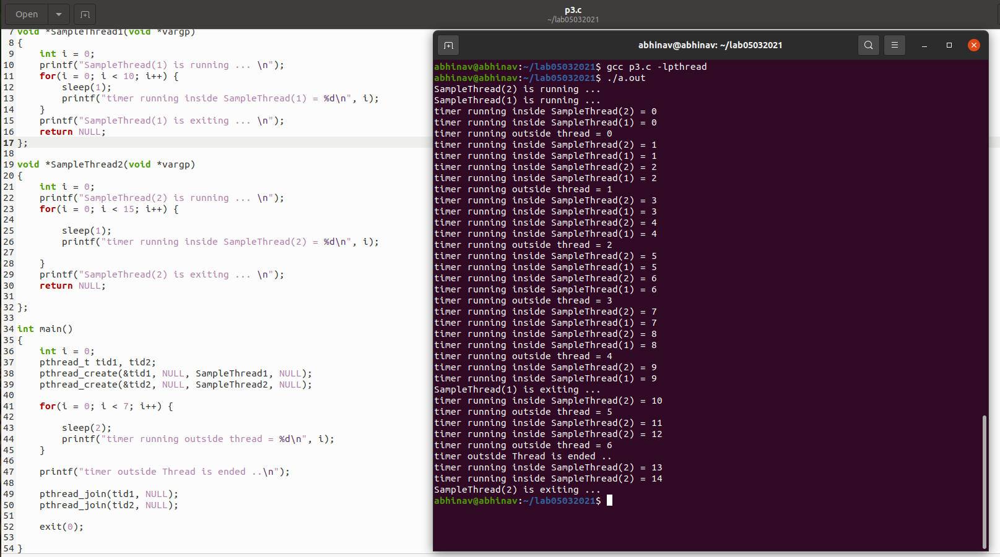 Open
p3.c
~/lab05032021
7 void *SampleThread1(void *vargp)
8 {
9     int i = 0;
10     printf("SampleThread(1) is running ... \n");
11     for(i = 0; i < 10; i++) {
12         sleep(1);
13         printf("timer running inside SampleThread(1) = %d\n", i);
14     }
15     printf("SampleThread(1) is exiting ... \n");
16     return NULL;
17 };
18
19 void *SampleThread2(void *vargp)
20 {
21     int i = 0;
22     printf("SampleThread(2) is running ... \n");
23     for(i = 0; i < 15; i++) {
24
25         sleep(1);
26         printf("timer running inside SampleThread(2) = %d\n", i);
27
28     }
29     printf("SampleThread(2) is exiting ... \n");
30     return NULL;
31
32 };
33
34 int main()
35 {
36     int i = 0;
37     pthread_t tid1, tid2;
38     pthread_create(&tid1, NULL, SampleThread1, NULL);
39     pthread_create(&tid2, NULL, SampleThread2, NULL);
40
41     for(i = 0; i < 7; i++) {
42
43         sleep(2);
44         printf("timer running outside thread = %d\n", i);
45     }
46
47     printf("timer outside Thread is ended ..\n");
48
49     pthread_join(tid1, NULL);
50     pthread_join(tid2, NULL);
51
52     exit(0);
53
54 }
abhinav@abhinav: ~/lab05032021
abhinav@abhinav:~/lab05032021$ gcc p3.c -lpthread
abhinav@abhinav:~/lab05032021$ ./a.out
SampleThread(2) is running ...
SampleThread(1) is running ...
timer running inside SampleThread(2) = 0
timer running inside SampleThread(1) = 0
timer running outside thread = 0
timer running inside SampleThread(2) = 1
timer running inside SampleThread(1) = 1
timer running inside SampleThread(2) = 2
timer running inside SampleThread(1) = 2
timer running outside thread = 1
timer running inside SampleThread(2) = 3
timer running inside SampleThread(1) = 3
timer running inside SampleThread(2) = 4
timer running inside SampleThread(1) = 4
timer running outside thread = 2
timer running inside SampleThread(2) = 5
timer running inside SampleThread(1) = 5
timer running inside SampleThread(2) = 6
timer running inside SampleThread(1) = 6
timer running outside thread = 3
timer running inside SampleThread(2) = 7
timer running inside SampleThread(1) = 7
timer running inside SampleThread(2) = 8
timer running inside SampleThread(1) = 8
timer running outside thread = 4
timer running inside SampleThread(2) = 9
timer running inside SampleThread(1) = 9
SampleThread(1) is exiting ...
timer running inside SampleThread(2) = 10
timer running outside thread = 5
timer running inside SampleThread(2) = 11
timer running inside SampleThread(2) = 12
timer running outside thread = 6
timer outside Thread is ended ..
timer running inside SampleThread(2) = 13
timer running inside SampleThread(2) = 14
SampleThread(2) is exiting ...
abhinav@abhinav:~/lab05032021$